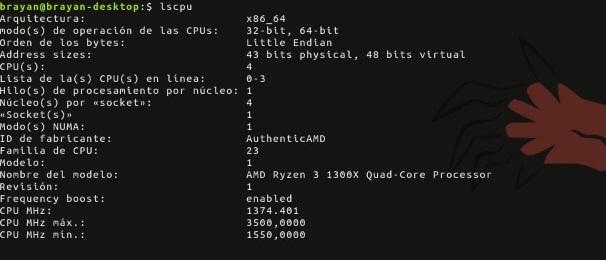 brayan@brayan-desktop:$ lscpu
Arquitectura: x86_64
modo(s) de operación de las CPUs: 32-bit, 64-bit
Orden de los bytes: Little Endian
Address sizes: 43 bits physical, 48 bits virtual
CPU(s): 4
Lista de la(s) CPU(s) en línea: 0-3
Hilo(s) de procesamiento por núcleo: 1
Núcleo(s) por «socket»: 4
«Socket(s)» 1
Modo(s) NUMA: 1
ID de fabricante: AuthenticAMD
Familia de CPU: 23
Modelo: 1
Nombre del modelo: AMD Ryzen 3 1300X Quad-Core Processor
Revisión: 1
Frequency boost: enabled
CPU MHz: 1374.401
CPU MHz máx.: 3500,0000
CPU MHz mín.: 1550,0000